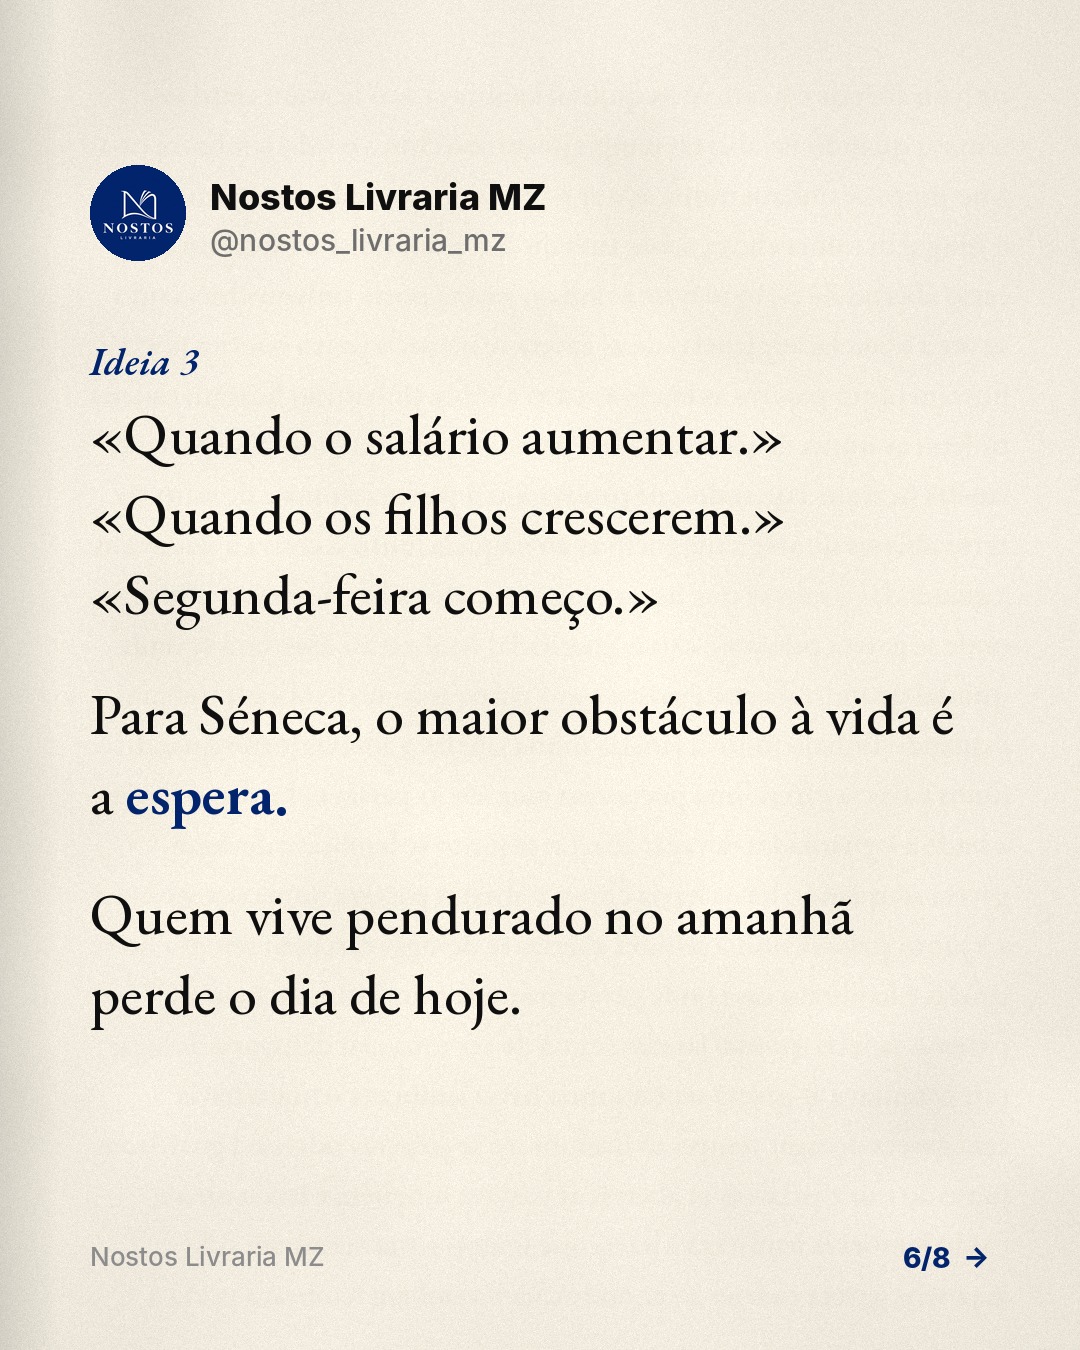 NOSTOS
LIVRARIA
Nostos Livraria MZ
@nostos_livraria_mz
Ideia 3
«Quando o salário aumentar.»
«Quando os filhos crescerem.»
«Segunda-feira começo.»
Para Séneca, o maior obstáculo à vida é
a espera.
Quem vive pendurado no amanhã
perde o dia de hoje.
Nostos Livraria MZ
6/8 →